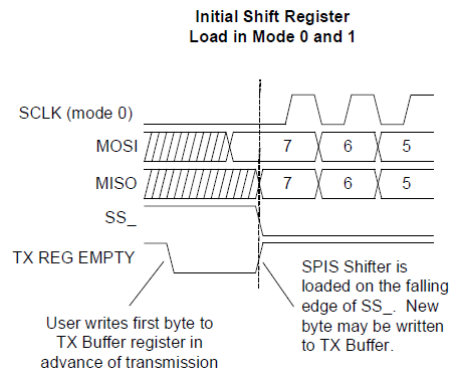 Initial Shift Register
Load in Mode 0 and 1
SCLK (mode 0)
MOSI
7
6
5
MISO
7
6
5
SS_
TX REG EMPTY
User writes first byte to
TX Buffer register in
advance of transmission
SPIS Shifter is
loaded on the falling
edge of SS_.  New
byte may be written
to TX Buffer.